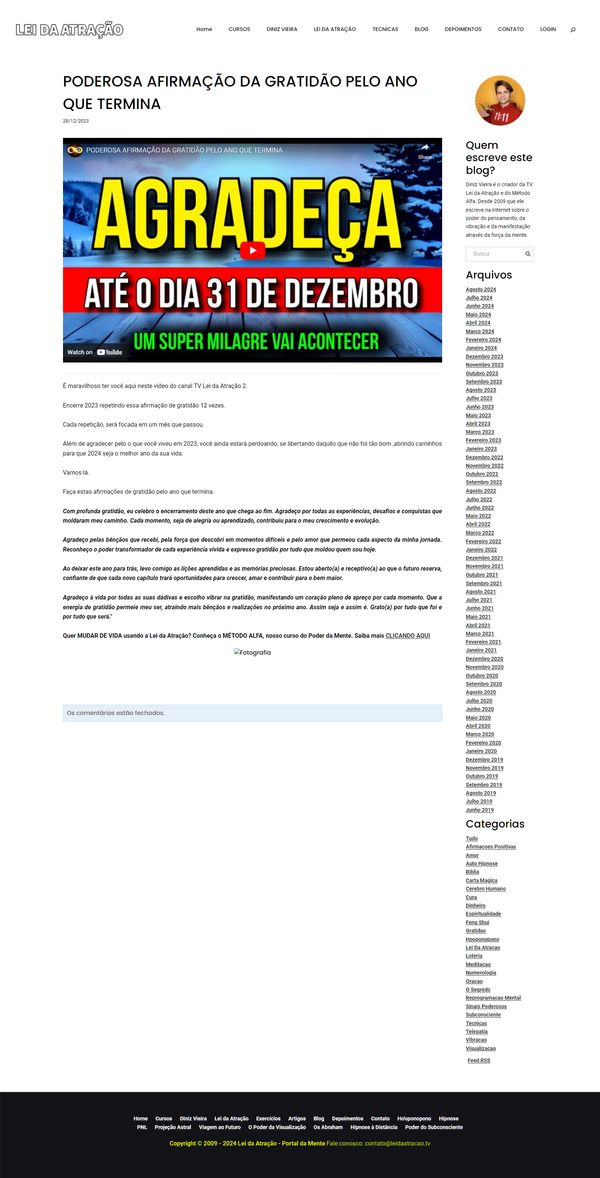 LEI DA ATRAÇÃO
Home CURSOS DINIZ VIEIRA LEI DA ATRAÇÃO TECNICAS BLOG DEPOIMENTOS CONTATO LOGIN
PODEROSA AFIRMAÇÃO DA GRATIDÃO PELO ANO
QUE TERMINA
28/12/2023
PODEROSA AFIRMAÇÃO DA GRATIDÃO PELO ANO QUE TERMINA
Share
AGRADEÇA
ATÉ O DIA 31 DE DEZEMBRO
UM SUPER MILAGRE VAI ACONTECER
Watch on YouTube
É maravilhoso ter você aqui neste vídeo do canal TV Lei da Atração 2.
Encerre 2023 repetindo essa afirmação de gratidão 12 vezes.
Cada repetição, será focada em um mês que passou.
Além de agradecer pelo o que você viveu em 2023, você ainda estará perdoando, se libertando daquilo que não foi tão bom ,abrindo caminhos
para que 2024 seja o melhor ano da sua vida.
Vamos lá.
Faça estas afirmações de gratidão pelo ano que termina.
Com profunda gratidão, eu celebro o encerramento deste ano que chega ao fim. Agradeço por todas as experiências, desafios e conquistas que
moldaram meu caminho. Cada momento, seja de alegria ou aprendizado, contribuiu para o meu crescimento e evolução.
Agradeço pelas bênçãos que recebi, pela força que descobri em momentos difíceis e pelo amor que permeou cada aspecto da minha jornada.
Reconheço o poder transformador de cada experiência vivida e expresso gratidão por tudo que moldou quem sou hoje.
Ao deixar este ano para trás, levo comigo as lições aprendidas e as memórias preciosas. Estou aberto(a) e receptivo(a) ao que o futuro reserva,
confiante de que cada novo capítulo trará oportunidades para crescer, amar e contribuir para o bem maior.
Agradeço à vida por todas as suas dádivas e escolho vibrar na gratidão, manifestando um coração pleno de apreço por cada momento. Que a
energia de gratidão permeie meu ser, atraindo mais bênçãos e realizações no próximo ano. Assim seja e assim é. Grato(a) por tudo que foi e
por tudo que será."
Quer MUDAR DE VIDA usando a Lei da Atração? Conheça o MÉTODO ALFA, nosso curso do Poder da Mente. Saiba mais CLICANDO AQUI
Fotografia
Os comentários estão fechados.
11:11
Quem
escreve este
blog?
Diniz Vieira é o criador da TV
Lei da Atração e do Método
Alfa. Desde 2009 que ele
escreve na Internet sobre o
poder do pensamento, da
vibração e da manifestação
através da força da mente.
Busca
Arquivos
Agosto 2024
Julho 2024
Junho 2024
Maio 2024
Abril 2024
Março 2024
Fevereiro 2024
Janeiro 2024
Dezembro 2023
Novembro 2023
Outubro 2023
Setembro 2023
Agosto 2023
Julho 2023
Junho 2023
Maio 2023
Abril 2023
Março 2023
Fevereiro 2023
Janeiro 2023
Dezembro 2022
Novembro 2022
Outubro 2022
Setembro 2022
Agosto 2022
Julho 2022
Junho 2022
Maio 2022
Abril 2022
Março 2022
Fevereiro 2022
Janeiro 2022
Dezembro 2021
Novembro 2021
Outubro 2021
Setembro 2021
Agosto 2021
Julho 2021
Junho 2021
Maio 2021
Abril 2021
Março 2021
Fevereiro 2021
Janeiro 2021
Dezembro 2020
Novembro 2020
Outubro 2020
Setembro 2020
Agosto 2020
Julho 2020
Junho 2020
Maio 2020
Abril 2020
Março 2020
Fevereiro 2020
Janeiro 2020
Dezembro 2019
Novembro 2019
Outubro 2019
Setembro 2019
Agosto 2019
Julho 2019
Junho 2019
Categorias
Tudo
Afirmacoes Positivas
Amor
Auto Hipnose
Biblia
Carta Magica
Cerebro Humano
Cura
Dinheiro
Espiritualidade
Feng Shui
Gratidao
Hooponopono
Lei Da Atracao
Loteria
Meditacao
Numerologia
Oracao
O Segredo
Reprogramacao Mental
Sinais Poderosos
Subconsciente
Tecnicas
Telepatia
Vibracao
Visualizacao
Feed RSS
Home Cursos Diniz Vieira Lei da Atração Exercícios Artigos Blog Depoimentos Contato Ho'oponopono Hipnose
PNL Projeção Astral Viagem ao Futuro O Poder da Visualização Os Abraham Hipnose à Distância Poder do Subconsciente
Copyright © 2009 - 2024 Lei da Atração - Portal da Mente Fale conosco: contato@leidaatracao.tv